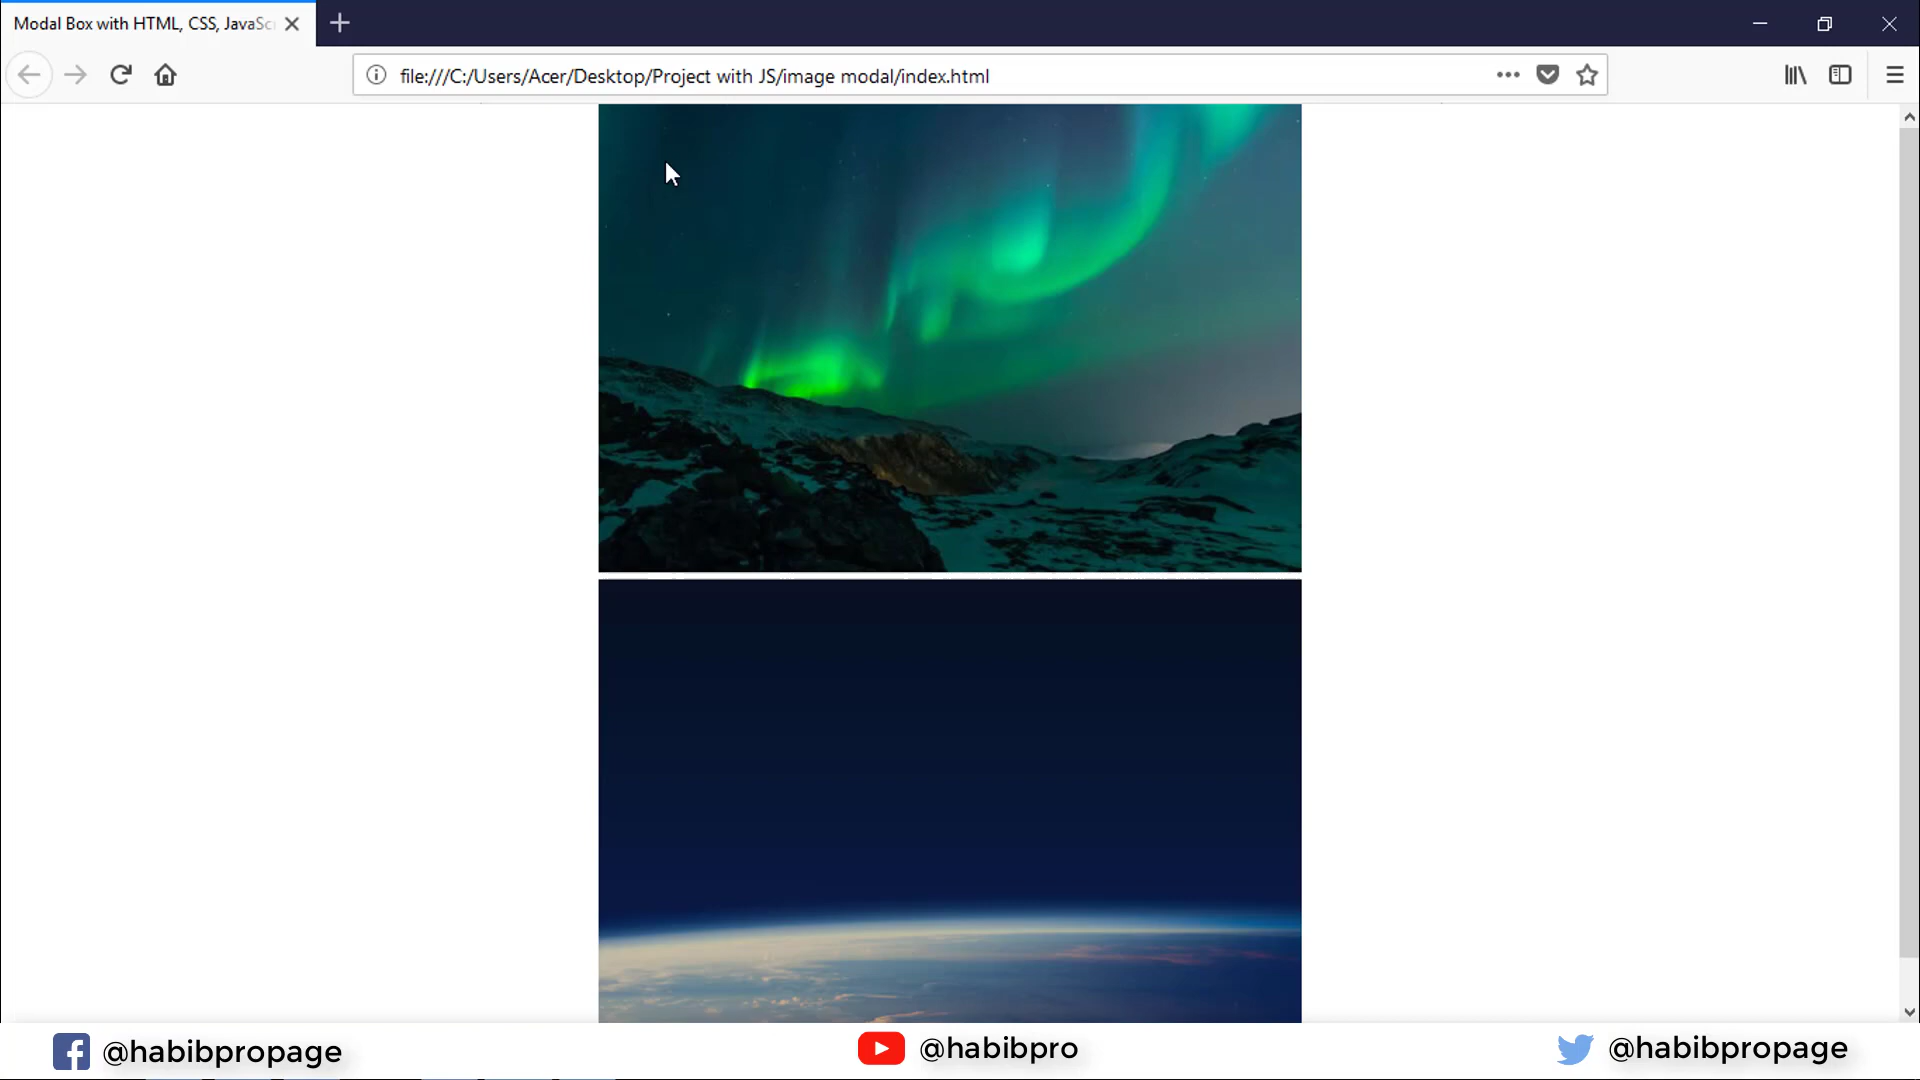 Modal Box with HTML, CSS, JavaSc
file:///C:/Users/Acer/Desktop/Project with JS/image modal/index.html
@habibpropage
@habibpro
@habibpropage